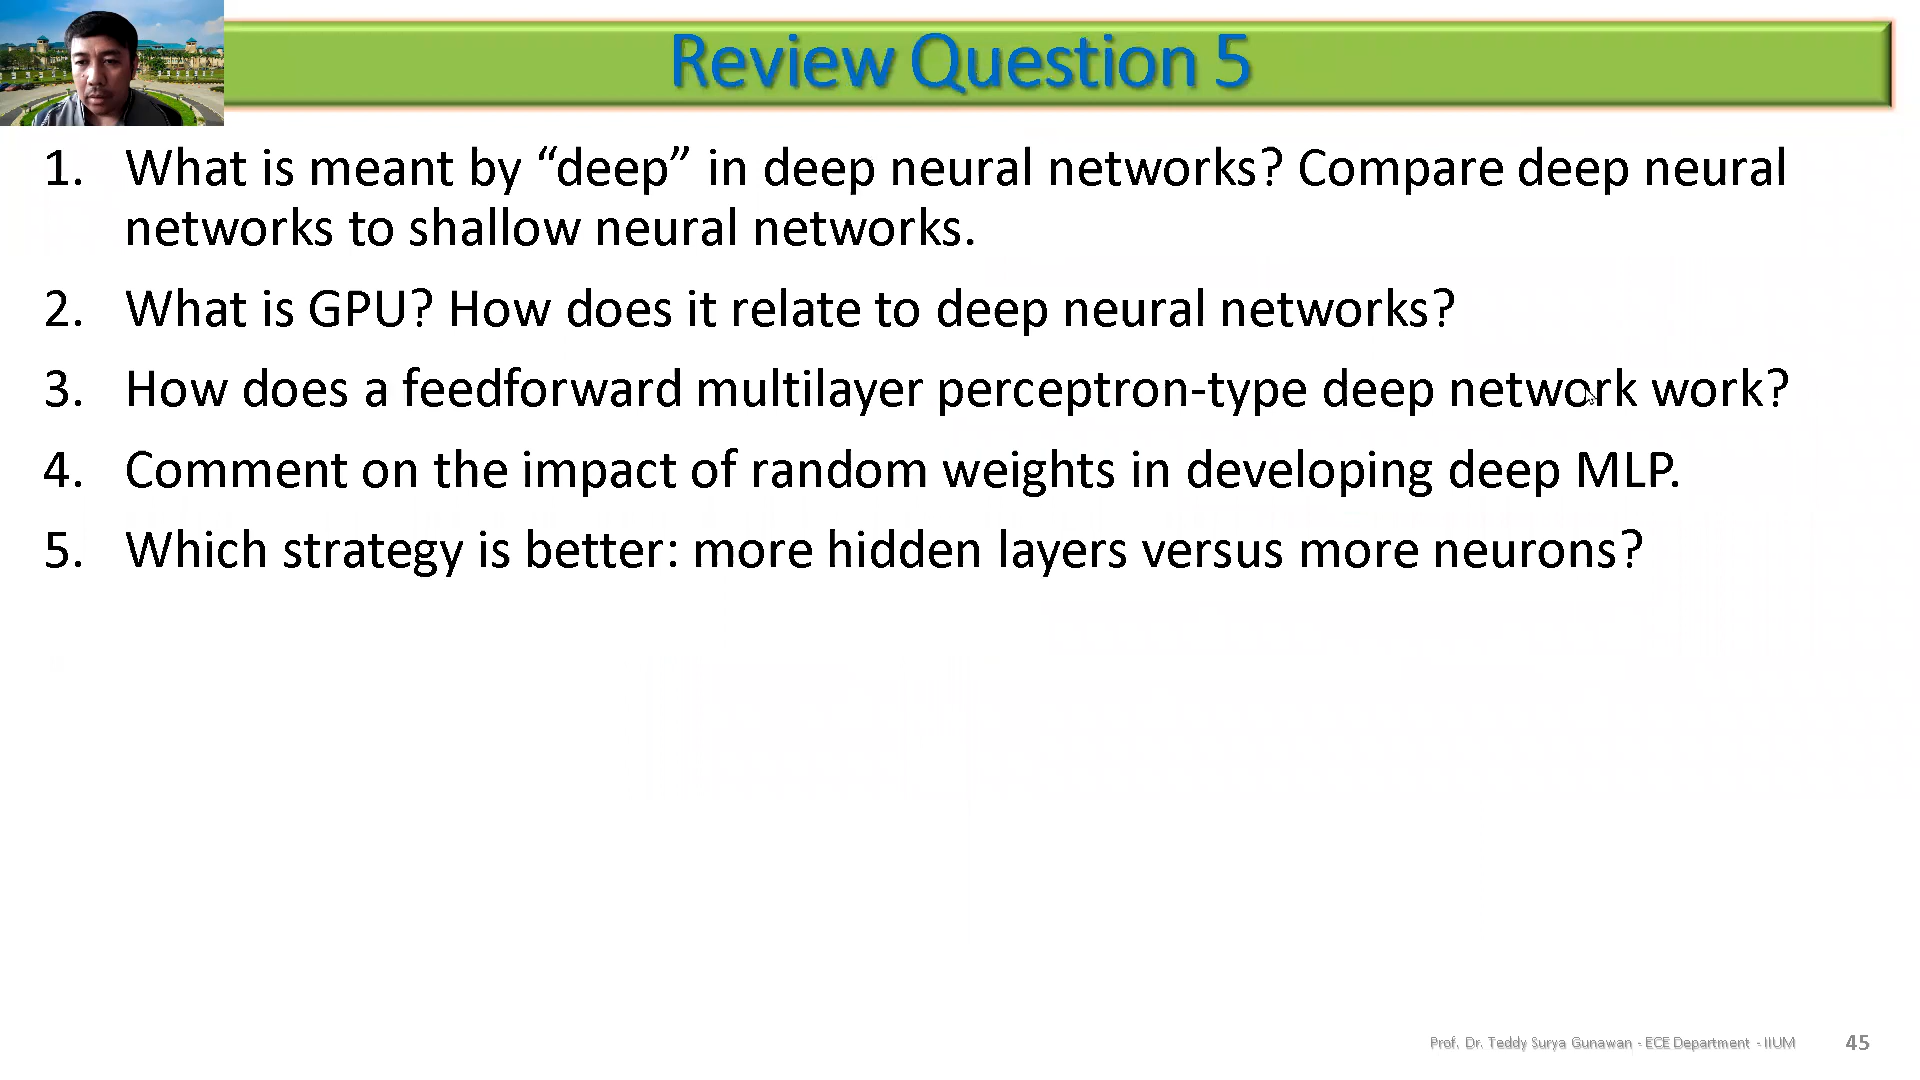 Review Question 5
1. What is meant by “deep” in deep neural networks? Compare deep neural
networks to shallow neural networks.
2. What is GPU? How does it relate to deep neural networks?
3. How does a feedforward multilayer perceptron-type deep network work?
4. Comment on the impact of random weights in developing deep MLP.
5. Which strategy is better: more hidden layers versus more neurons?
Prof. Dr. Teddy Surya Gunawan - ECE Department - IIUM 45